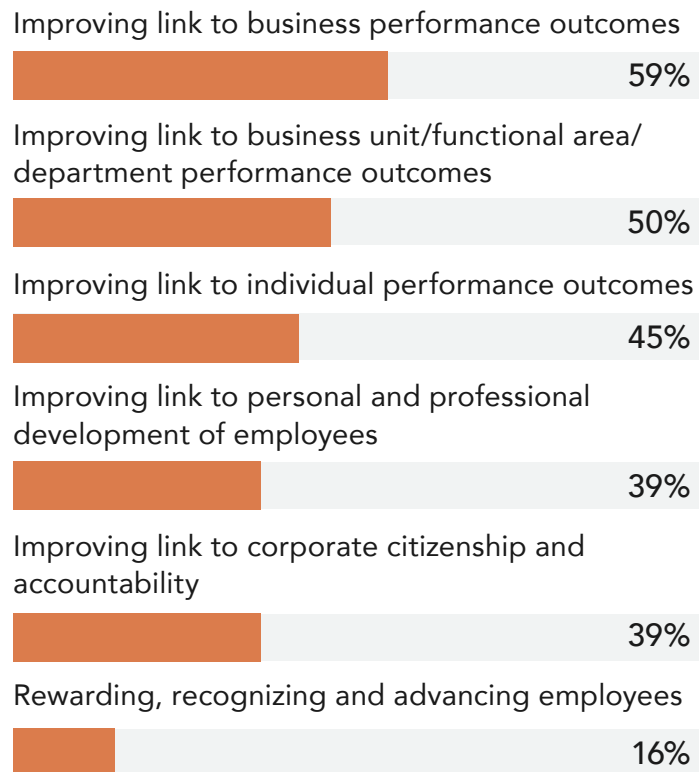 Improving link to business performance outcomes
59%
Improving link to business unit/functional area/
department performance outcomes
50%
Improving link to individual performance outcomes
45%
Improving link to personal and professional
development of employees
39%
Improving link to corporate citizenship and
accountability
39%
Rewarding, recognizing and advancing employees
16%